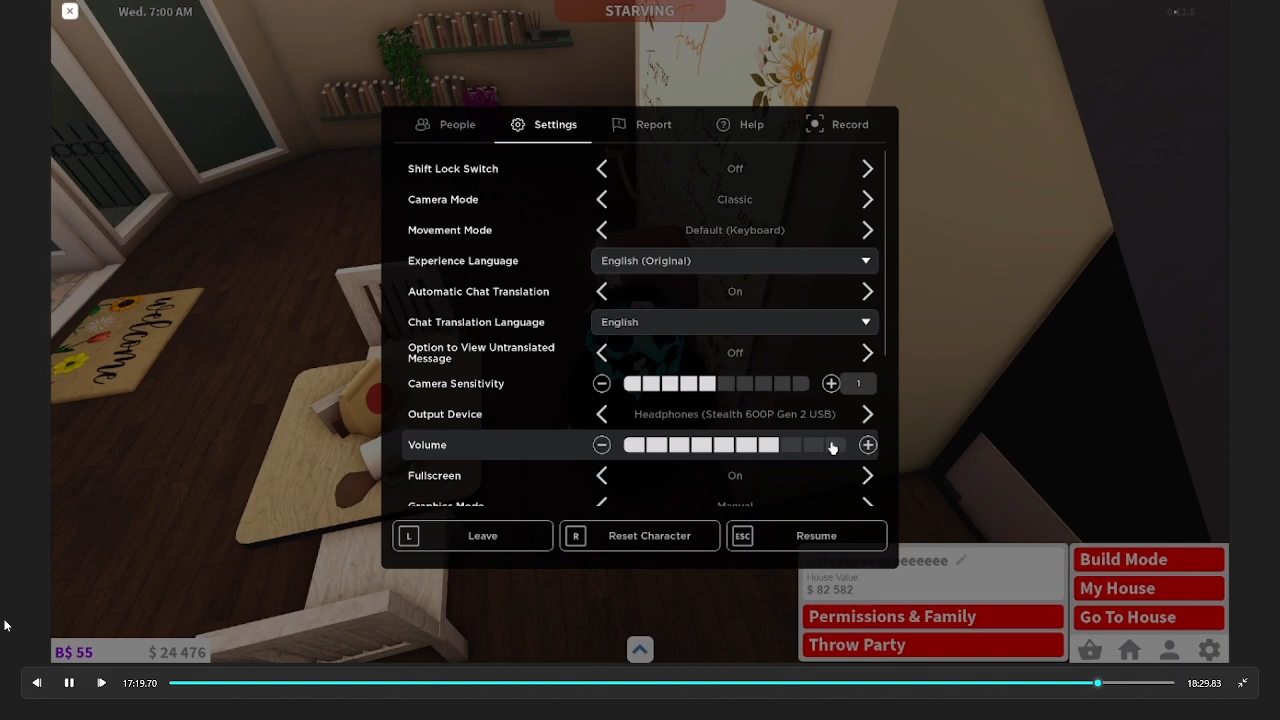 Wed. 7:00 AM
STARVING
People
Settings
Report
Help
Record
Shift Lock Switch
Off
Camera Mode
Classic
Movement Mode
Default (Keyboard)
Experience Language
English (Original)
Automatic Chat Translation
On
Chat Translation Language
English
Option to View Untranslated
Message
Off
Camera Sensitivity
1
Output Device
Headphones (Stealth 600P Gen 2 USB)
Volume
Fullscreen
On
Graphics Mode
Manual
L
Leave
R
Reset Character
ESC
Resume
welcome
House Value:
$ 82 582
Permissions & Family
Throw Party
Build Mode
My House
Go To House
B$ 55
$ 24 476
17:19.70
18:29.83